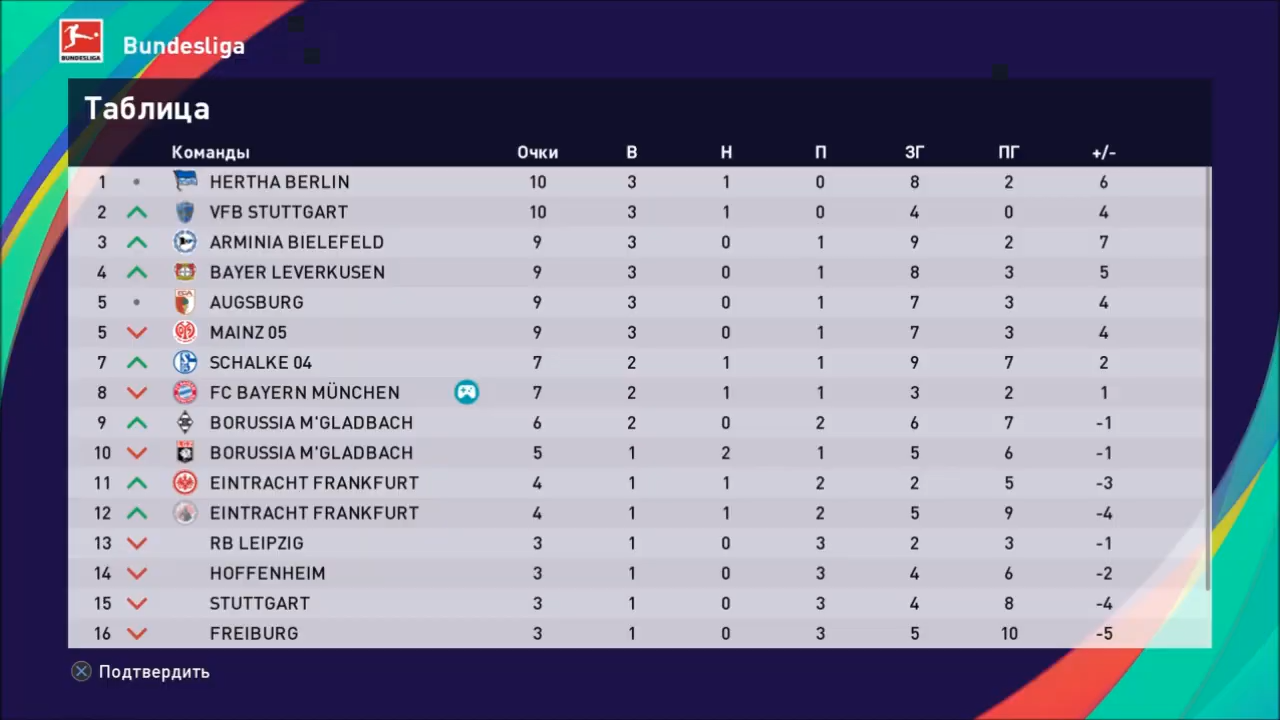 BUNDESLIGA
Bundesliga
Таблица
Команды Очки В Н П ЗГ ПГ +/-
1 HERTHA BERLIN 10 3 1 0 8 2 6
2 VFB STUTTGART 10 3 1 0 4 0 4
3 ARMINIA BIELEFELD 9 3 0 1 9 2 7
4 BAYER LEVERKUSEN 9 3 0 1 8 3 5
5 AUGSBURG 9 3 0 1 7 3 4
5 MAINZ 05 9 3 0 1 7 3 4
7 SCHALKE 04 7 2 1 1 9 7 2
8 FC BAYERN MÜNCHEN 7 2 1 1 3 2 1
9 BORUSSIA M'GLADBACH 6 2 0 2 6 7 -1
10 BORUSSIA M'GLADBACH 5 1 2 1 5 6 -1
11 EINTRACHT FRANKFURT 4 1 1 2 2 5 -3
12 EINTRACHT FRANKFURT 4 1 1 2 5 9 -4
13 RB LEIPZIG 3 1 0 3 2 3 -1
14 HOFFENHEIM 3 1 0 3 4 6 -2
15 STUTTGART 3 1 0 3 4 8 -4
16 FREIBURG 3 1 0 3 5 10 -5
Подтвердить